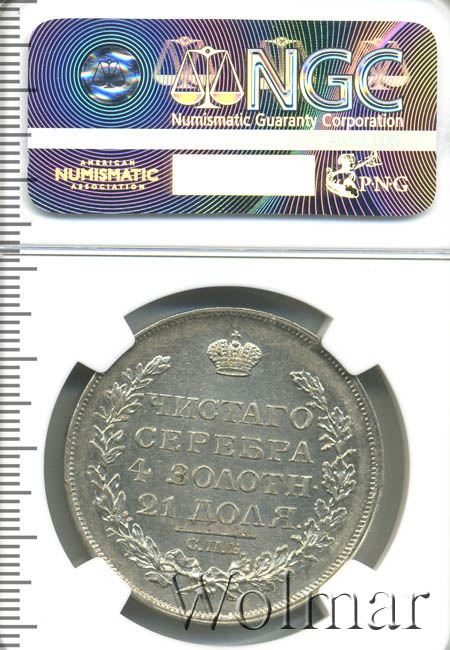 NGC
Numismatic Guaranty Corporation
AMERICAN
NUMISMATIC
ASSOCIATION
PNG
ЧИСТАГО
СЕРЕБРА
4 ЗОЛОТН
21 ДОЛЯ.
С.П.Б.
Wolmar